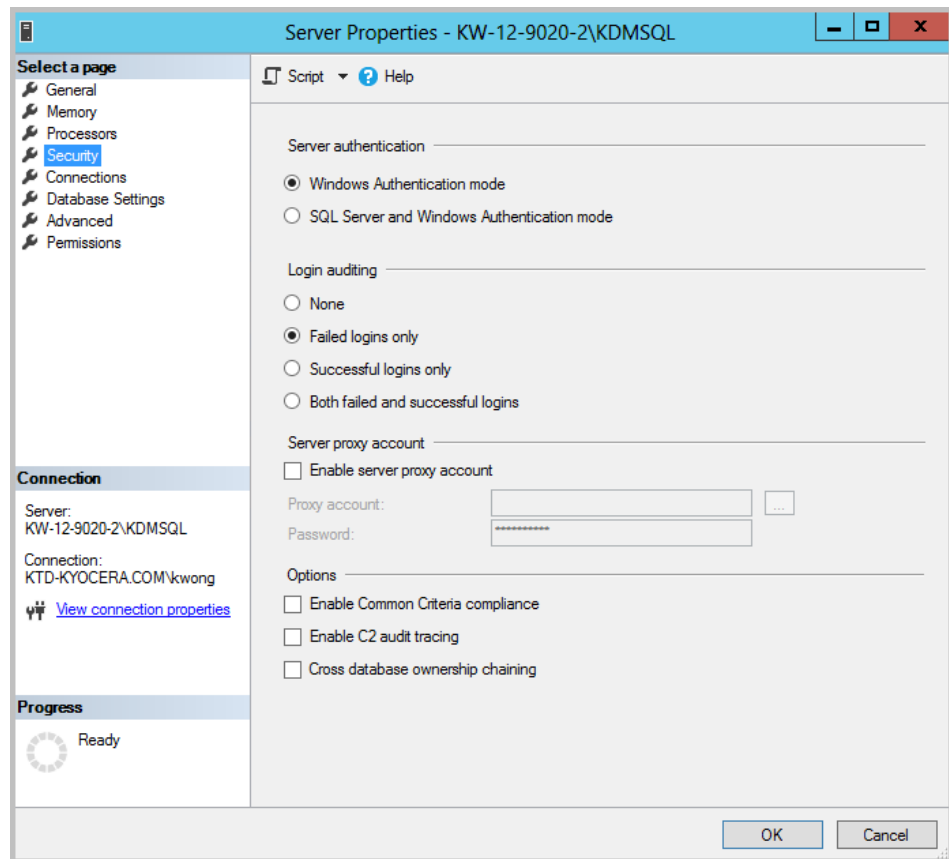 Server Properties - KW-12-9020-2\KDMSQL
Select a page
General
Memory
Processors
Security
Connections
Database Settings
Advanced
Permissions
Script
Help
Server authentication
Windows Authentication mode
SQL Server and Windows Authentication mode
Login auditing
None
Failed logins only
Successful logins only
Both failed and successful logins
Server proxy account
Enable server proxy account
Proxy account:
...
Password:
**********
Options
Enable Common Criteria compliance
Enable C2 audit tracing
Cross database ownership chaining
Connection
Server:
KW-12-9020-2\KDMSQL
Connection:
KTD-KYOCERA.COM\kwong
View connection properties
Progress
Ready
OK
Cancel